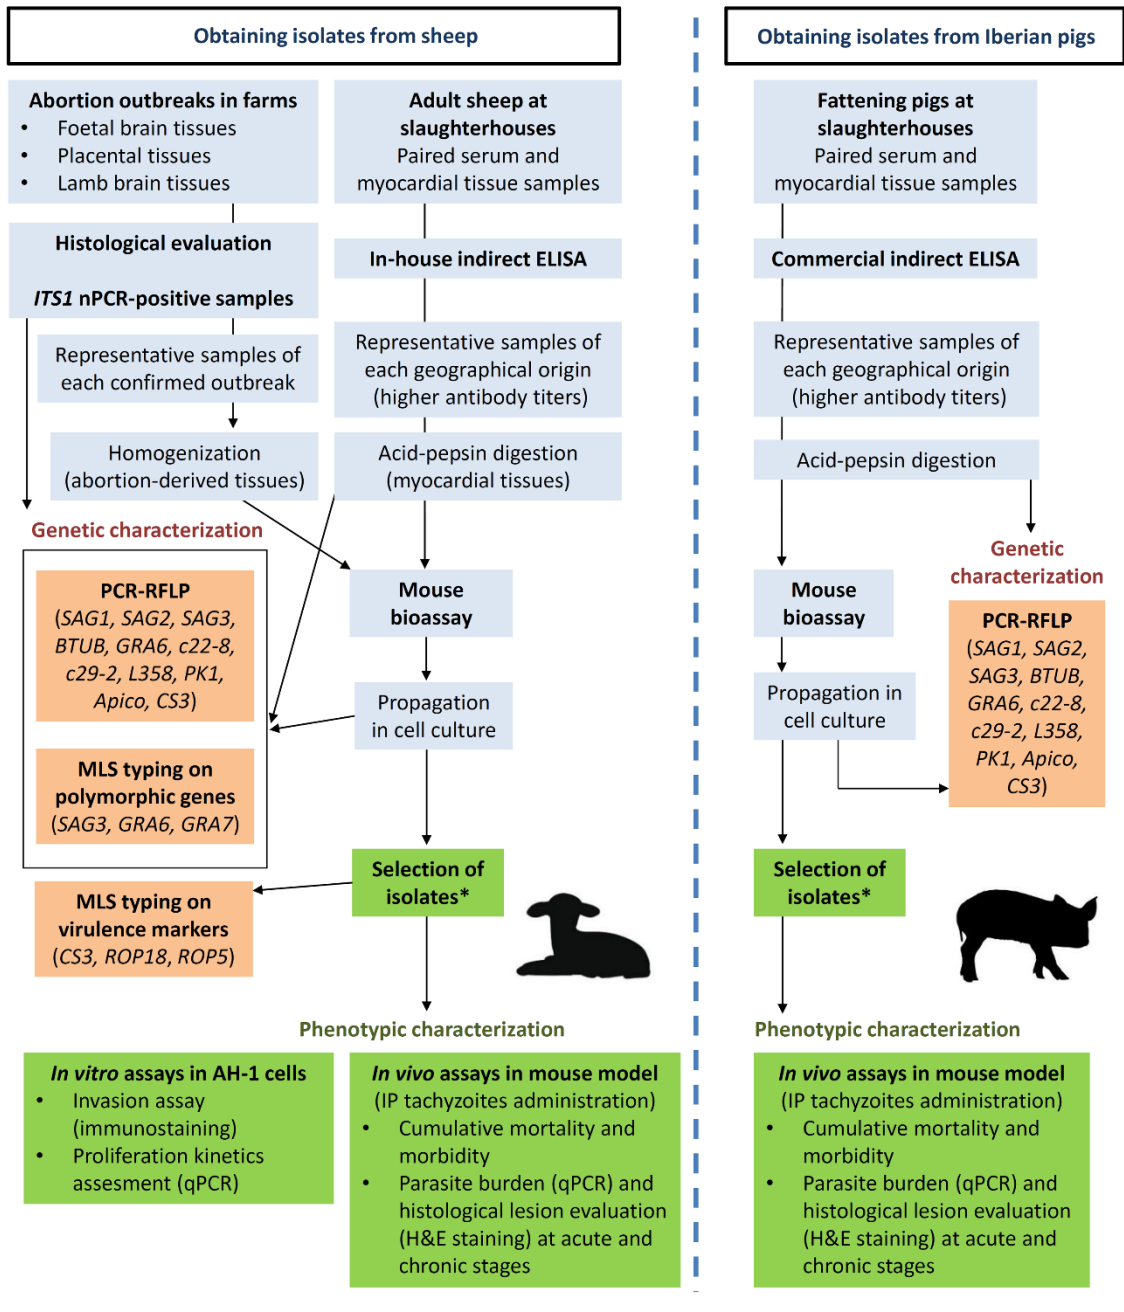 Obtaining isolates from sheep
Abortion outbreaks in farms
• Foetal brain tissues
• Placental tissues
• Lamb brain tissues
Adult sheep at
slaughterhouses
Paired serum and
myocardial tissue samples
Histological evaluation
ITS1 nPCR-positive samples
In-house indirect ELISA
Representative samples of
each confirmed outbreak
Representative samples of
each geographical origin
(higher antibody titers)
Homogenization
(abortion-derived tissues)
Acid-pepsin digestion
(myocardial tissues)
Genetic characterization
PCR-RFLP
(SAG1, SAG2, SAG3,
BTUB, GRA6, c22-8,
c29-2, L358, PK1,
Apico, CS3)
MLS typing on
polymorphic genes
(SAG3, GRA6, GRA7)
Mouse
bioassay
Propagation
in cell culture
Selection of
isolates*
MLS typing on
virulence markers
(CS3, ROP18, ROP5)
Phenotypic characterization
In vitro assays in AH-1 cells
• Invasion assay
(immunostaining)
• Proliferation kinetics
assesment (qPCR)
In vivo assays in mouse model
(IP tachyzoites administration)
• Cumulative mortality and
morbidity
• Parasite burden (qPCR) and
histological lesion evaluation
(H&E staining) at acute and
chronic stages
Obtaining isolates from Iberian pigs
Fattening pigs at
slaughterhouses
Paired serum and
myocardial tissue samples
Commercial indirect ELISA
Representative samples of
each geographical origin
(higher antibody titers)
Acid-pepsin digestion
Genetic
characterization
PCR-RFLP
(SAG1, SAG2,
SAG3, BTUB,
GRA6, c22-8,
c29-2, L358,
PK1, Apico,
CS3)
Mouse
bioassay
Propagation in
cell culture
Selection of
isolates*
Phenotypic characterization
In vivo assays in mouse model
(IP tachyzoites administration)
• Cumulative mortality and
morbidity
• Parasite burden (qPCR) and
histological lesion evaluation
(H&E staining) at acute and
chronic stages